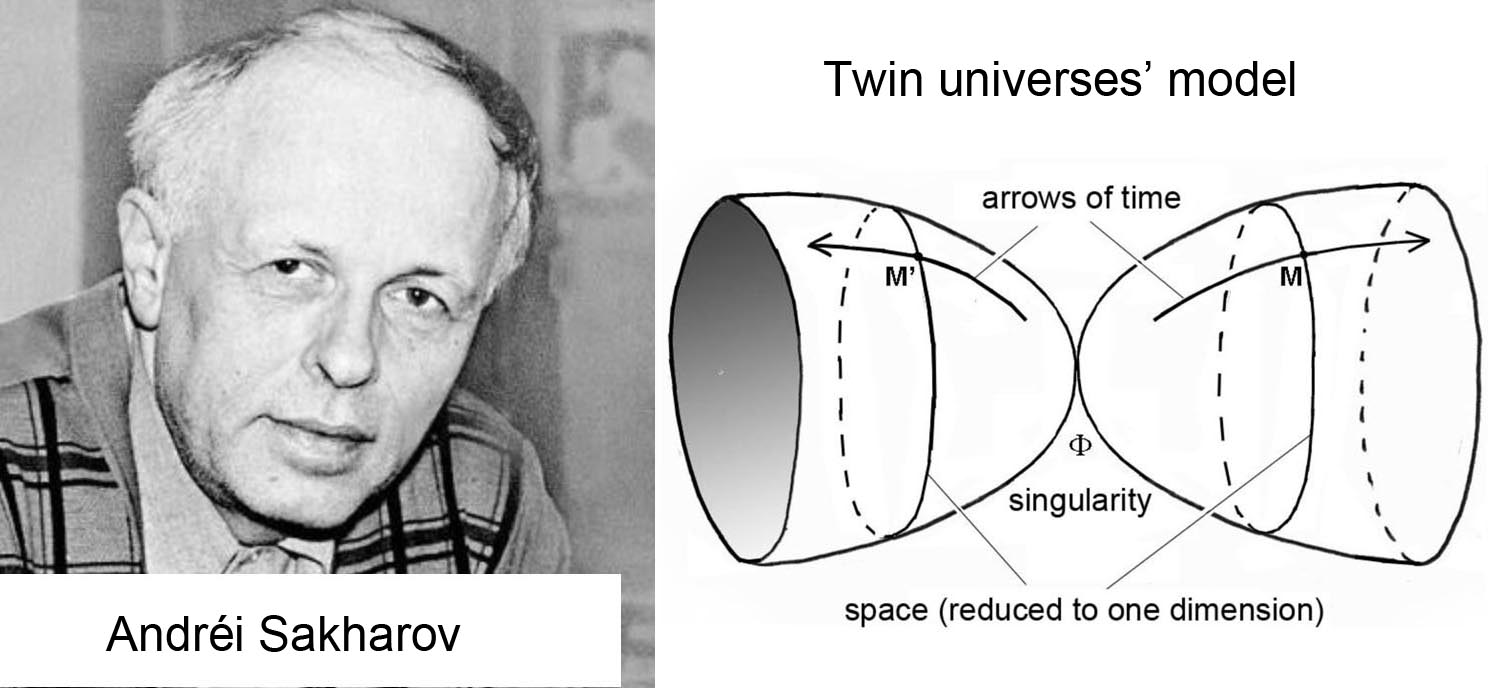 Andréi Sakharov
Twin universes’ model
arrows of time
M’
M
Φ
singularity
space (reduced to one dimension)